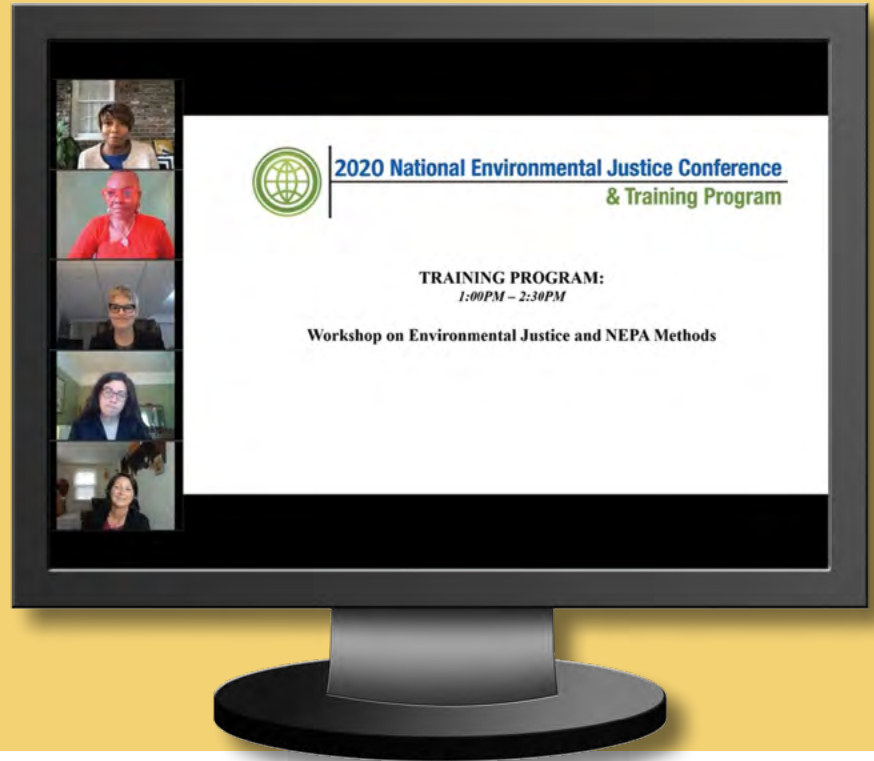 2020 National Environmental Justice Conference
& Training Program
TRAINING PROGRAM:
1:00PM – 2:30PM
Workshop on Environmental Justice and NEPA Methods